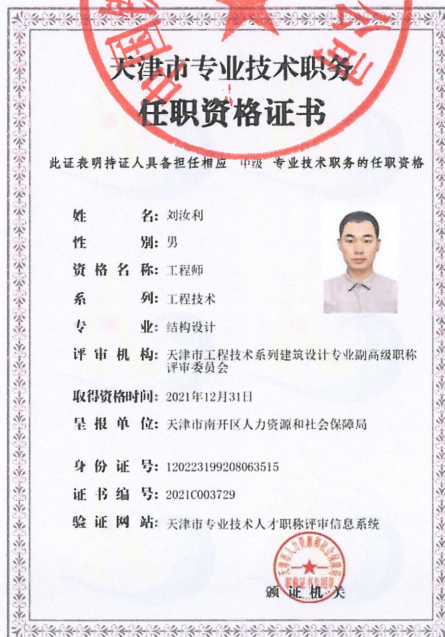 天津市专业技术职务
任职资格证书
此证表明持证人具备担任相应 中级 专业技术职务的任职资格
姓名：刘汝利
性别：男
资格名称：工程师
系列：工程技术
专业：结构设计
评审机构：天津市工程技术系列建筑设计专业副高级职称
评审委员会
取得资格时间：2021年12月31日
呈报单位：天津市南开区人力资源和社会保障局
身份证号：120223199208063515
证书编号：2021C003729
验证网站：天津市专业技术人才职称评审信息系统
颁证机关